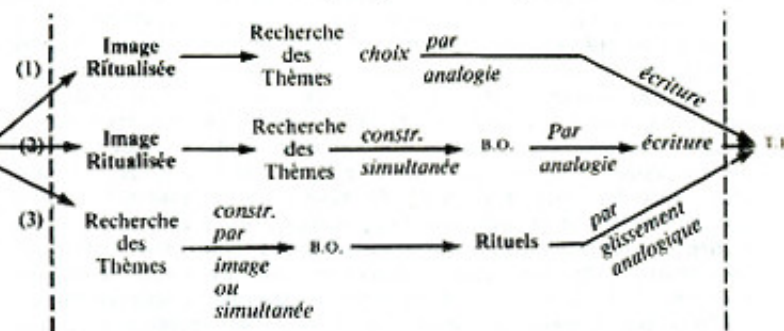 (1)
Image
Ritualisée
Recherche
des
Thèmes
choix
par
analogie
écriture
(2)
Image
Ritualisée
Recherche
des
Thèmes
constr.
simultanée
B.O.
Par
analogie
écriture
(3)
Recherche
des
Thèmes
constr.
par
image
ou
simultanée
B.O.
Rituels
par
glissement
analogique